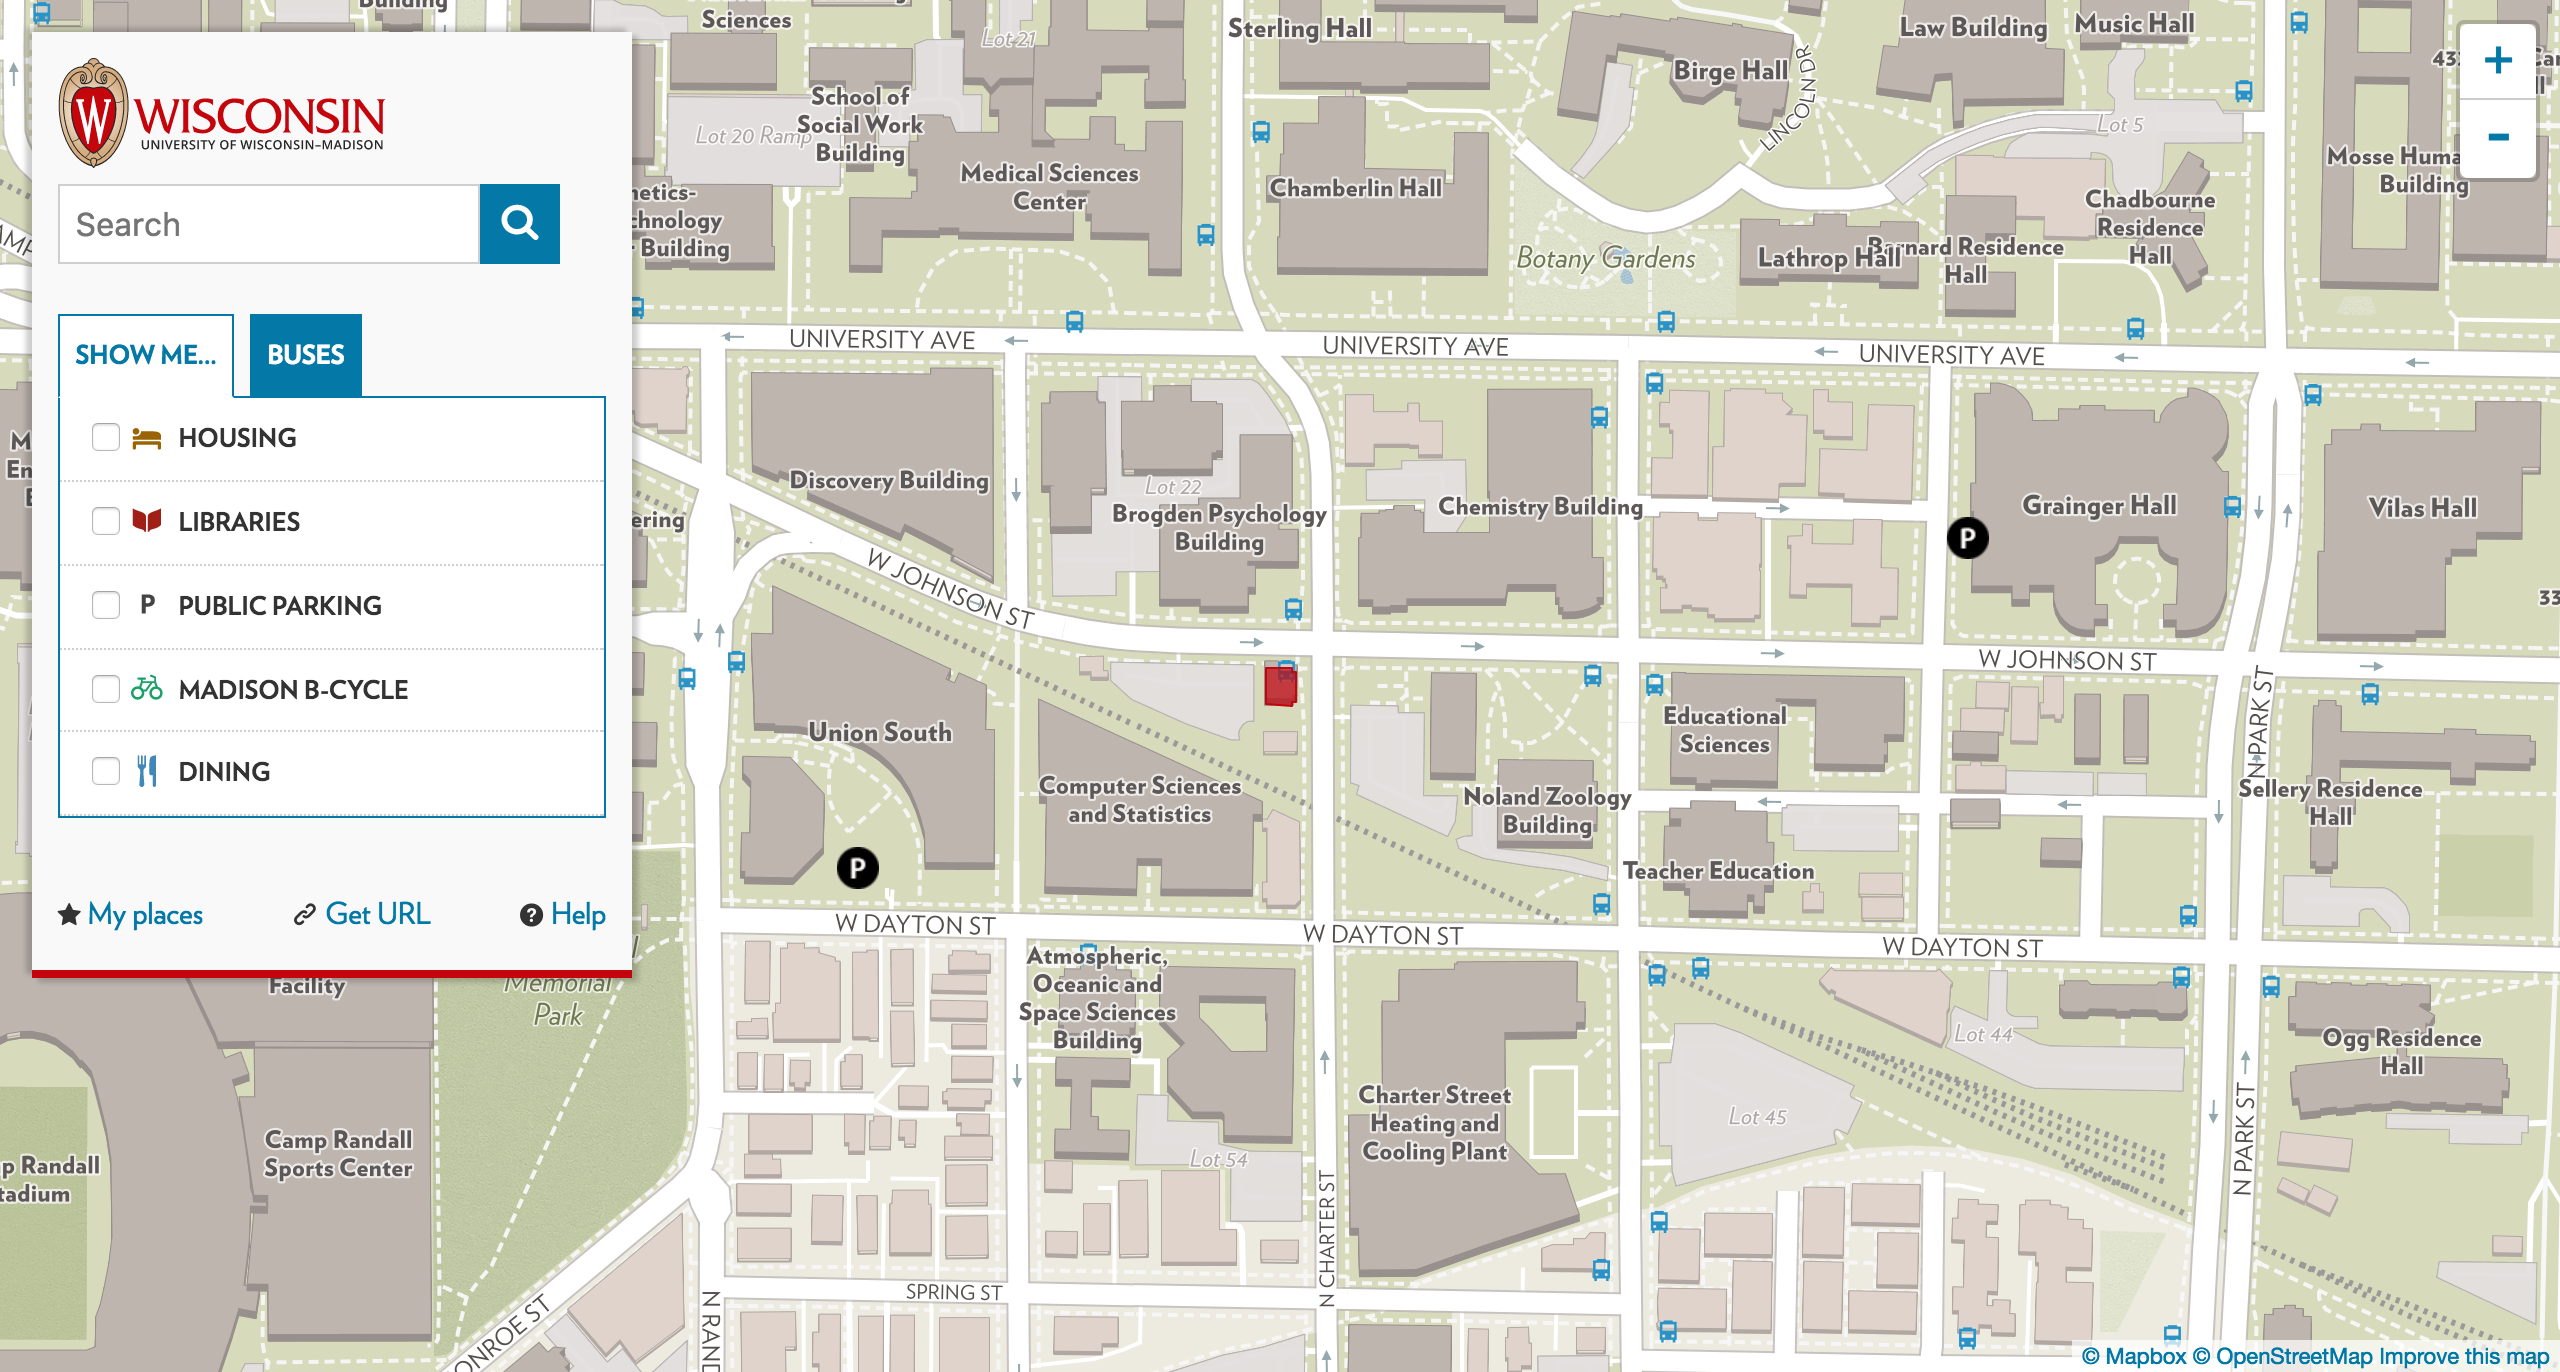 WISCONSIN
UNIVERSITY OF WISCONSIN–MADISON
Search
SHOW ME...
BUSES
HOUSING
LIBRARIES
P PUBLIC PARKING
MADISON B-CYCLE
DINING
My places
Get URL
Help
Building
Sciences
Lot 21
Sterling Hall
Birge Hall
LINCOLN DR
Law Building
Music Hall
+
−
School of
Social Work
Building
Lot 20 Ramp
Medical Sciences
Center
Chamberlin Hall
Lot 5
Building
Chadbourne
Residence
Hall
Building
Botany Gardens
Lathrop Hall
Barnard Residence
Hall
UNIVERSITY AVE
UNIVERSITY AVE
UNIVERSITY AVE
Discovery Building
Lot 22
Brogden Psychology
Building
Chemistry Building
Grainger Hall
P
Vilas Hall
W JOHNSON ST
W JOHNSON ST
N PARK ST
Union South
Educational
Sciences
Computer Sciences
and Statistics
Noland Zoology
Building
Sellery Residence
Hall
P
Teacher Education
W DAYTON ST
W DAYTON ST
W DAYTON ST
Facility
Memorial
Park
Atmospheric,
Oceanic and
Space Sciences
Building
Lot 44
Ogg Residence
Hall
Camp Randall
Sports Center
Charter Street
Heating and
Cooling Plant
Lot 45
Lot 54
N CHARTER ST
N PARK ST
SPRING ST
© Mapbox © OpenStreetMap Improve this map